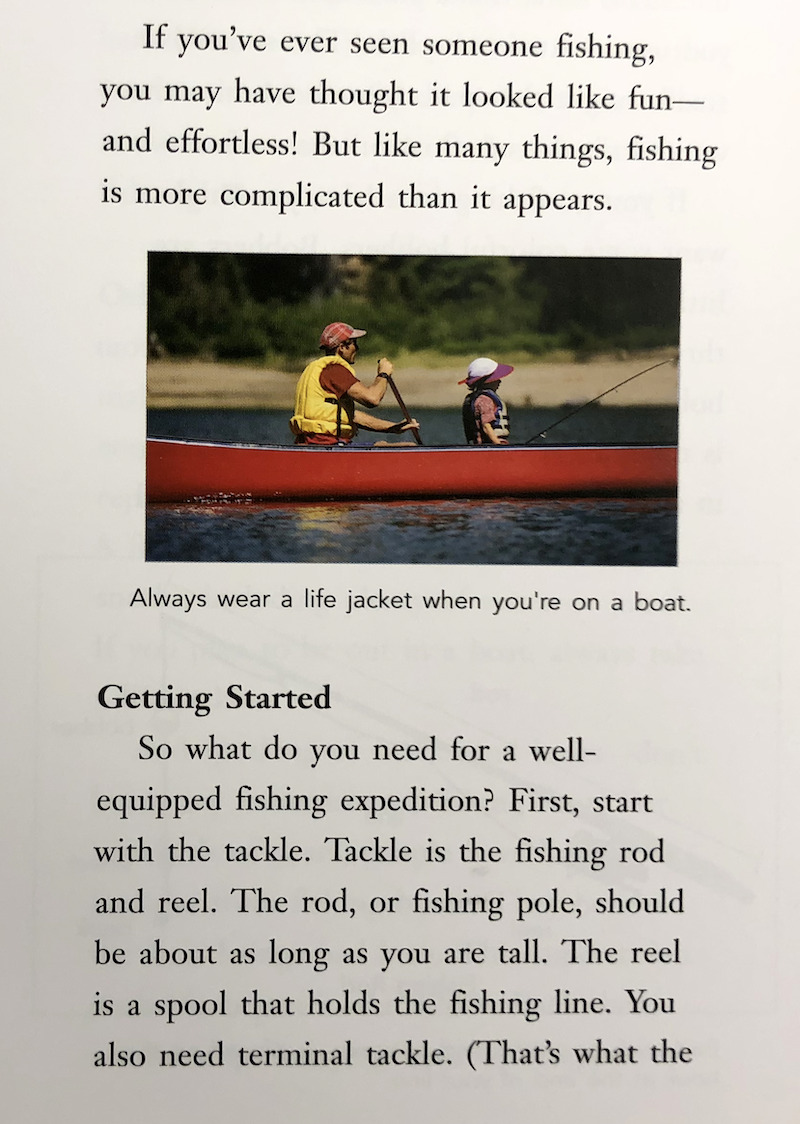 If you've ever seen someone fishing,
you may have thought it looked like fun—
and effortless! But like many things, fishing
is more complicated than it appears.
Always wear a life jacket when you're on a boat.
Getting Started
So what do you need for a well-
equipped fishing expedition? First, start
with the tackle. Tackle is the fishing rod
and reel. The rod, or fishing pole, should
be about as long as you are tall. The reel
is a spool that holds the fishing line. You
also need terminal tackle. (That's what the